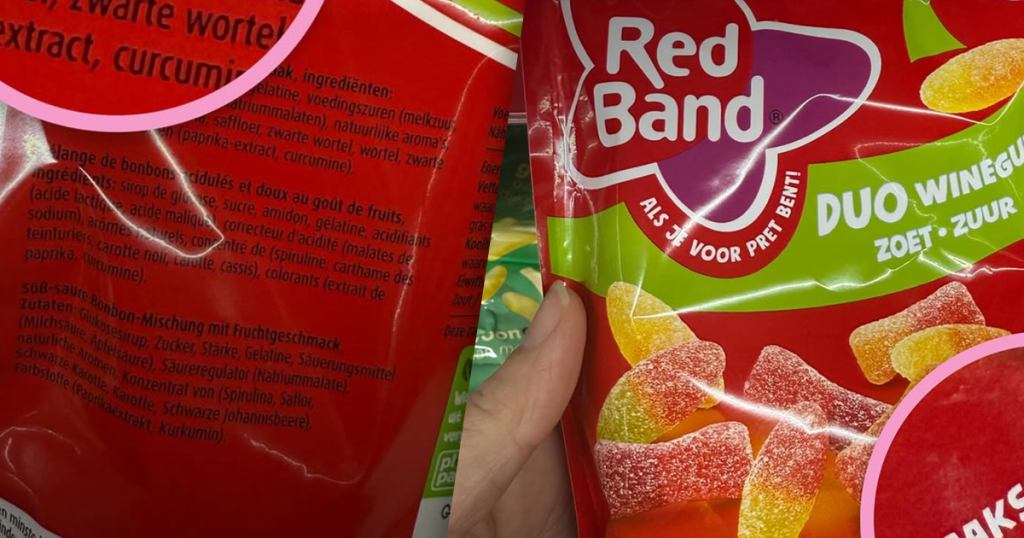 , zwarte wortel
extract, curcumin
ak, ingrediënten:
gelatine, voedingszuren (melkzuur,
natriummalaten), natuurlijke aroma's
, saffloer, zwarte wortel, wortel, zwarte
n (paprika-extract, curcumine).
élange de bonbons acidulés et doux au goût de fruits,
Ingrédients: sirop de glucose, sucre, amidon, gélatine, acidifiants
(acide lactique, acide malique), correcteur d'acidité (malates de
sodium), arômes naturels, concentré de (spiruline, carthame des
teinturiers, carotte noir, carotte, cassis), colorants (extrait de
paprika, curcumine).
Süß-saure Bonbon-Mischung mit Fruchtgeschmack,
Zutaten: Glukosesirup, Zucker, Stärke, Gelatine, Säuerungsmittel
(Milchsäure, Äpfelsäure), Säureregulator (Natriummalate),
natürliche Aromen, Konzentrat von (Spirulina, Saflor,
schwarze Karotte, Karotte, Schwarze Johannisbeere),
Farbstoffe (Paprikaextrakt, Kurkumin).
n minste
Red
Band®
ALS JE VOOR PRET BENT!
DUO WINEGU
ZOET · ZUUR
AKS